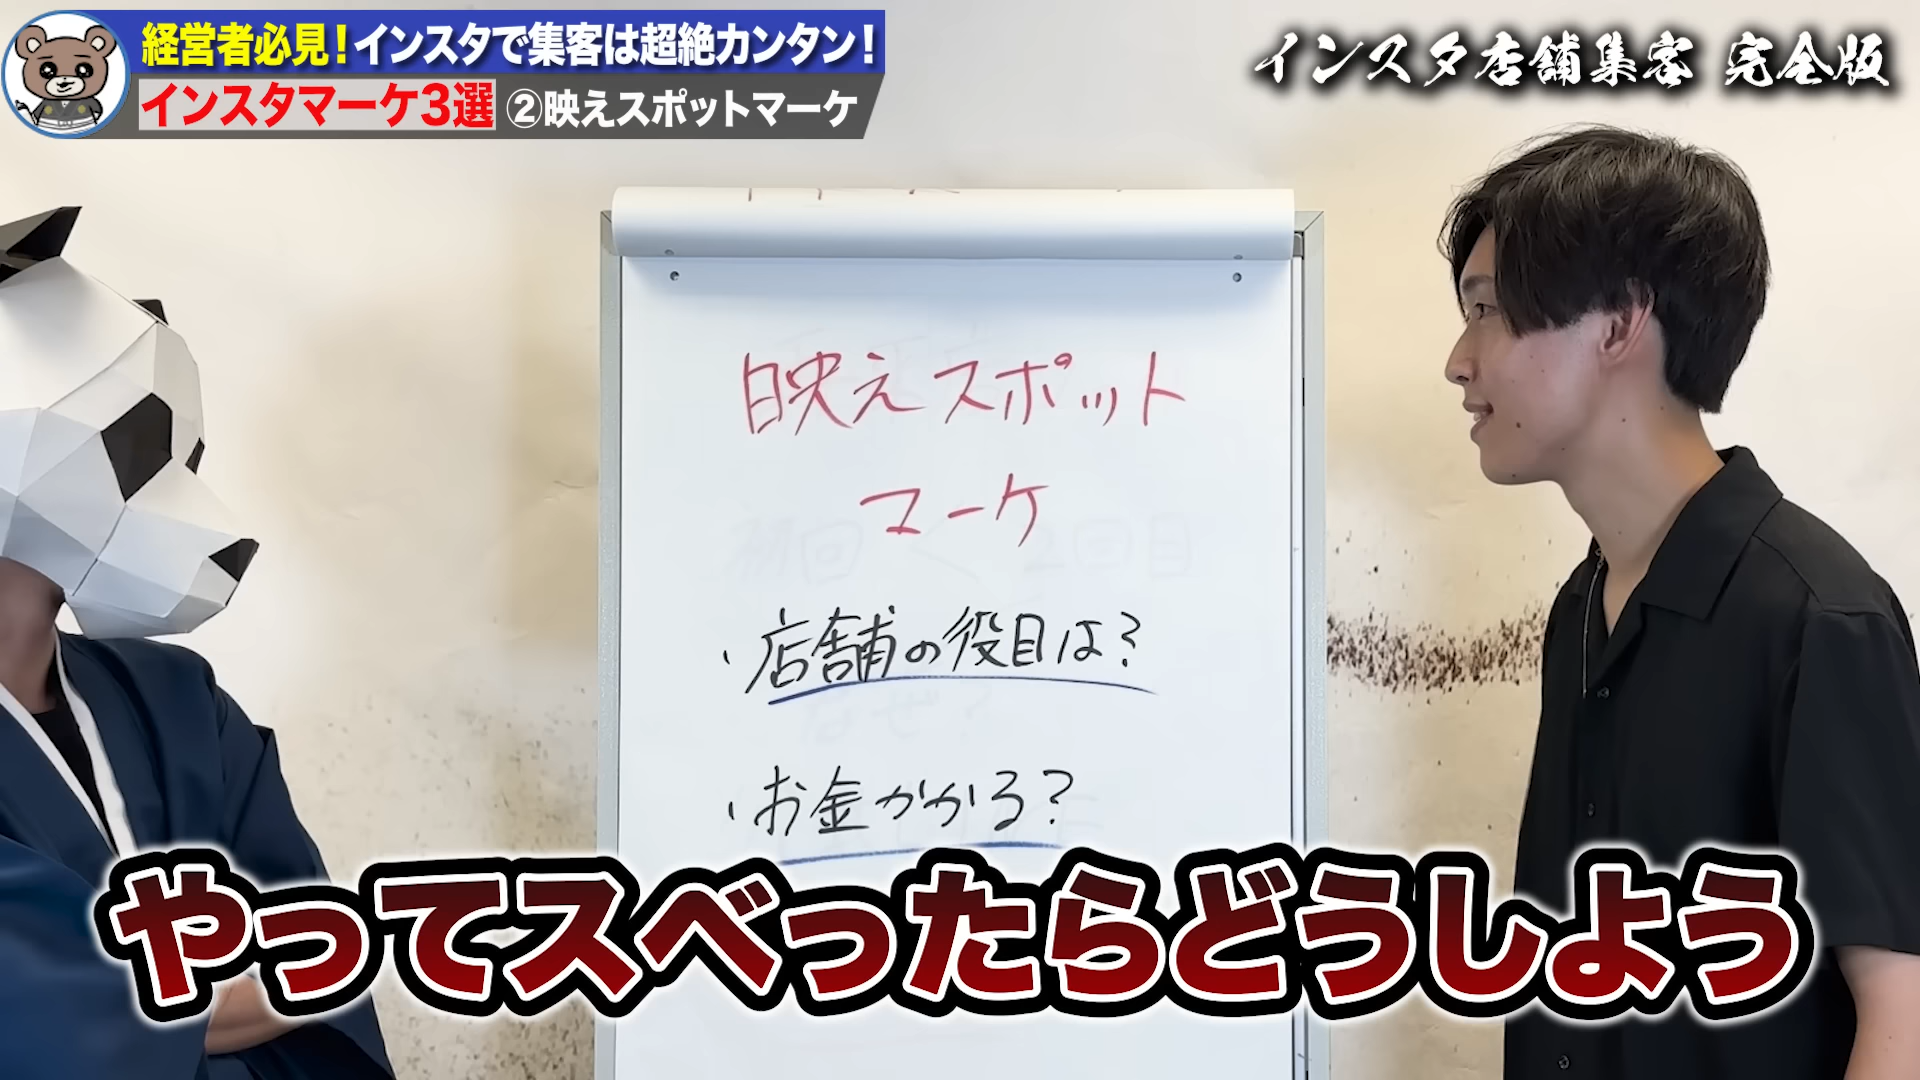 経営者必見！インスタで集客は超絶カンタン！
インスタマーケ3選 ②映えスポットマーケ
インスタ店舗集客 完全版
映えスポット
マーケ
・店舗の役目は？
・お金かかる？
やってスベったらどうしよう